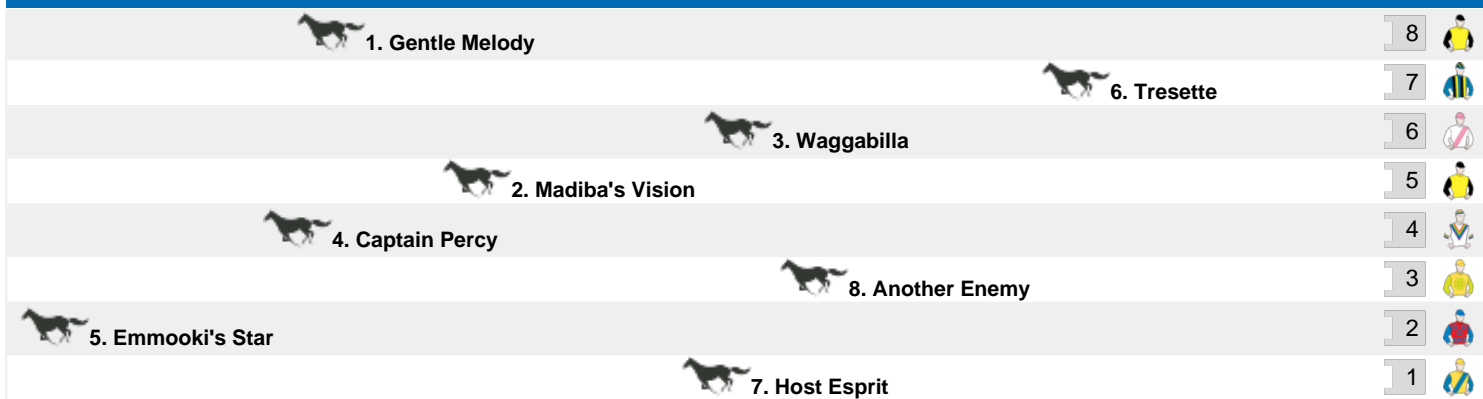 1. Gentle Melody 8
6. Tresette 7
3. Waggabilla 6
2. Madiba's Vision 5
4. Captain Percy 4
8. Another Enemy 3
5. Emmooki's Star 2
7. Host Esprit 1